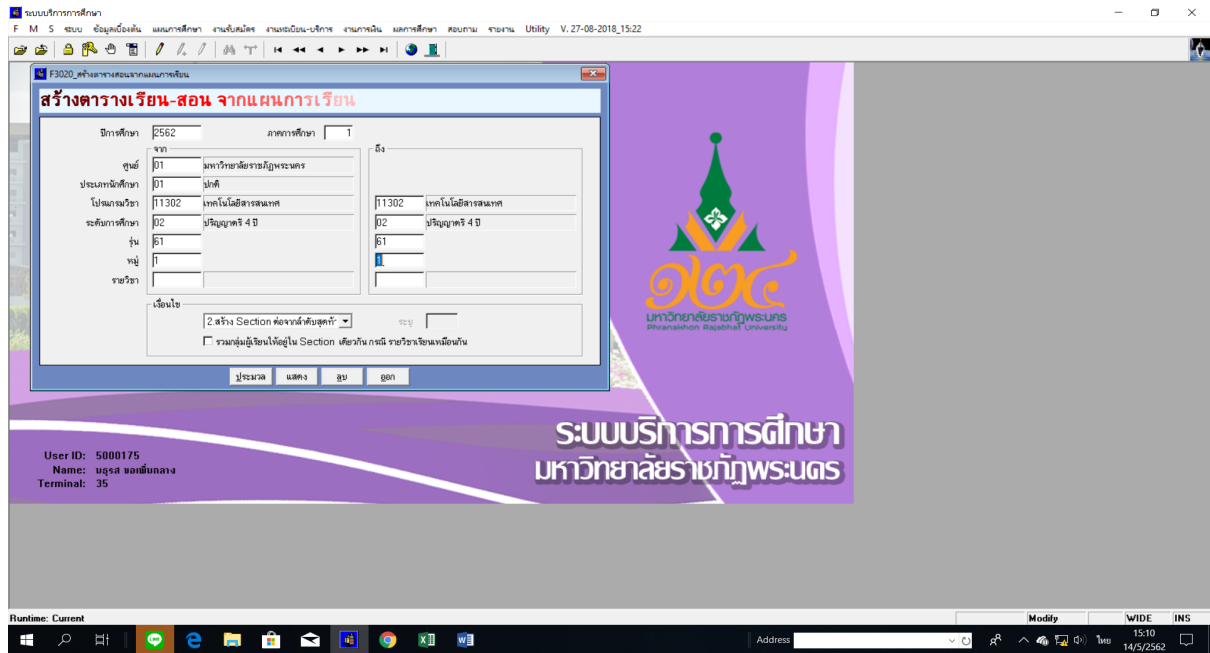 ระบบบริการการศึกษา
F M S ระบบ ข้อมูลเบื้องต้น แผนการศึกษา งานรับสมัคร งานทะเบียน-บริการ งานการเงิน ผลการศึกษา สอบถาม รายงาน Utility V.27-08-2018_15:22
F3020_สร้างตารางสอนจากแผนการเรียน
สร้างตารางเรียน-สอน จากแผนการเรียน
ปีการศึกษา 2562 ภาคการศึกษา 1
จาก ถึง
ศูนย์ 01 มหาวิทยาลัยราชภัฏพระนคร
ประเภทนักศึกษา 01 ปกติ
โปรแกรมวิชา 11302 เทคโนโลยีสารสนเทศ 11302 เทคโนโลยีสารสนเทศ
ระดับการศึกษา 02 ปริญญาตรี 4 ปี 02 ปริญญาตรี 4 ปี
รุ่น 61 61
หมู่ 1 1
รายวิชา
เงื่อนไข
2.สร้าง Section ต่อจากลำดับสุดท้า ระบุ
รวมกลุ่มผู้เรียนให้อยู่ใน Section เดียวกัน กรณี รายวิชาเรียนเหมือนกัน
ประมวล แสดง ลบ ออก
๑๒๔
มหาวิทยาลัยราชภัฏพระนคร
Phranakhon Rajabhat University
ระบบบริการการศึกษา
มหาวิทยาลัยราชภัฏพระนคร
User ID: 5000175
Name: มธุรส
Terminal: 35
Runtime: Current Modify WIDE INS
Address ไทย 15:10
14/5/2562